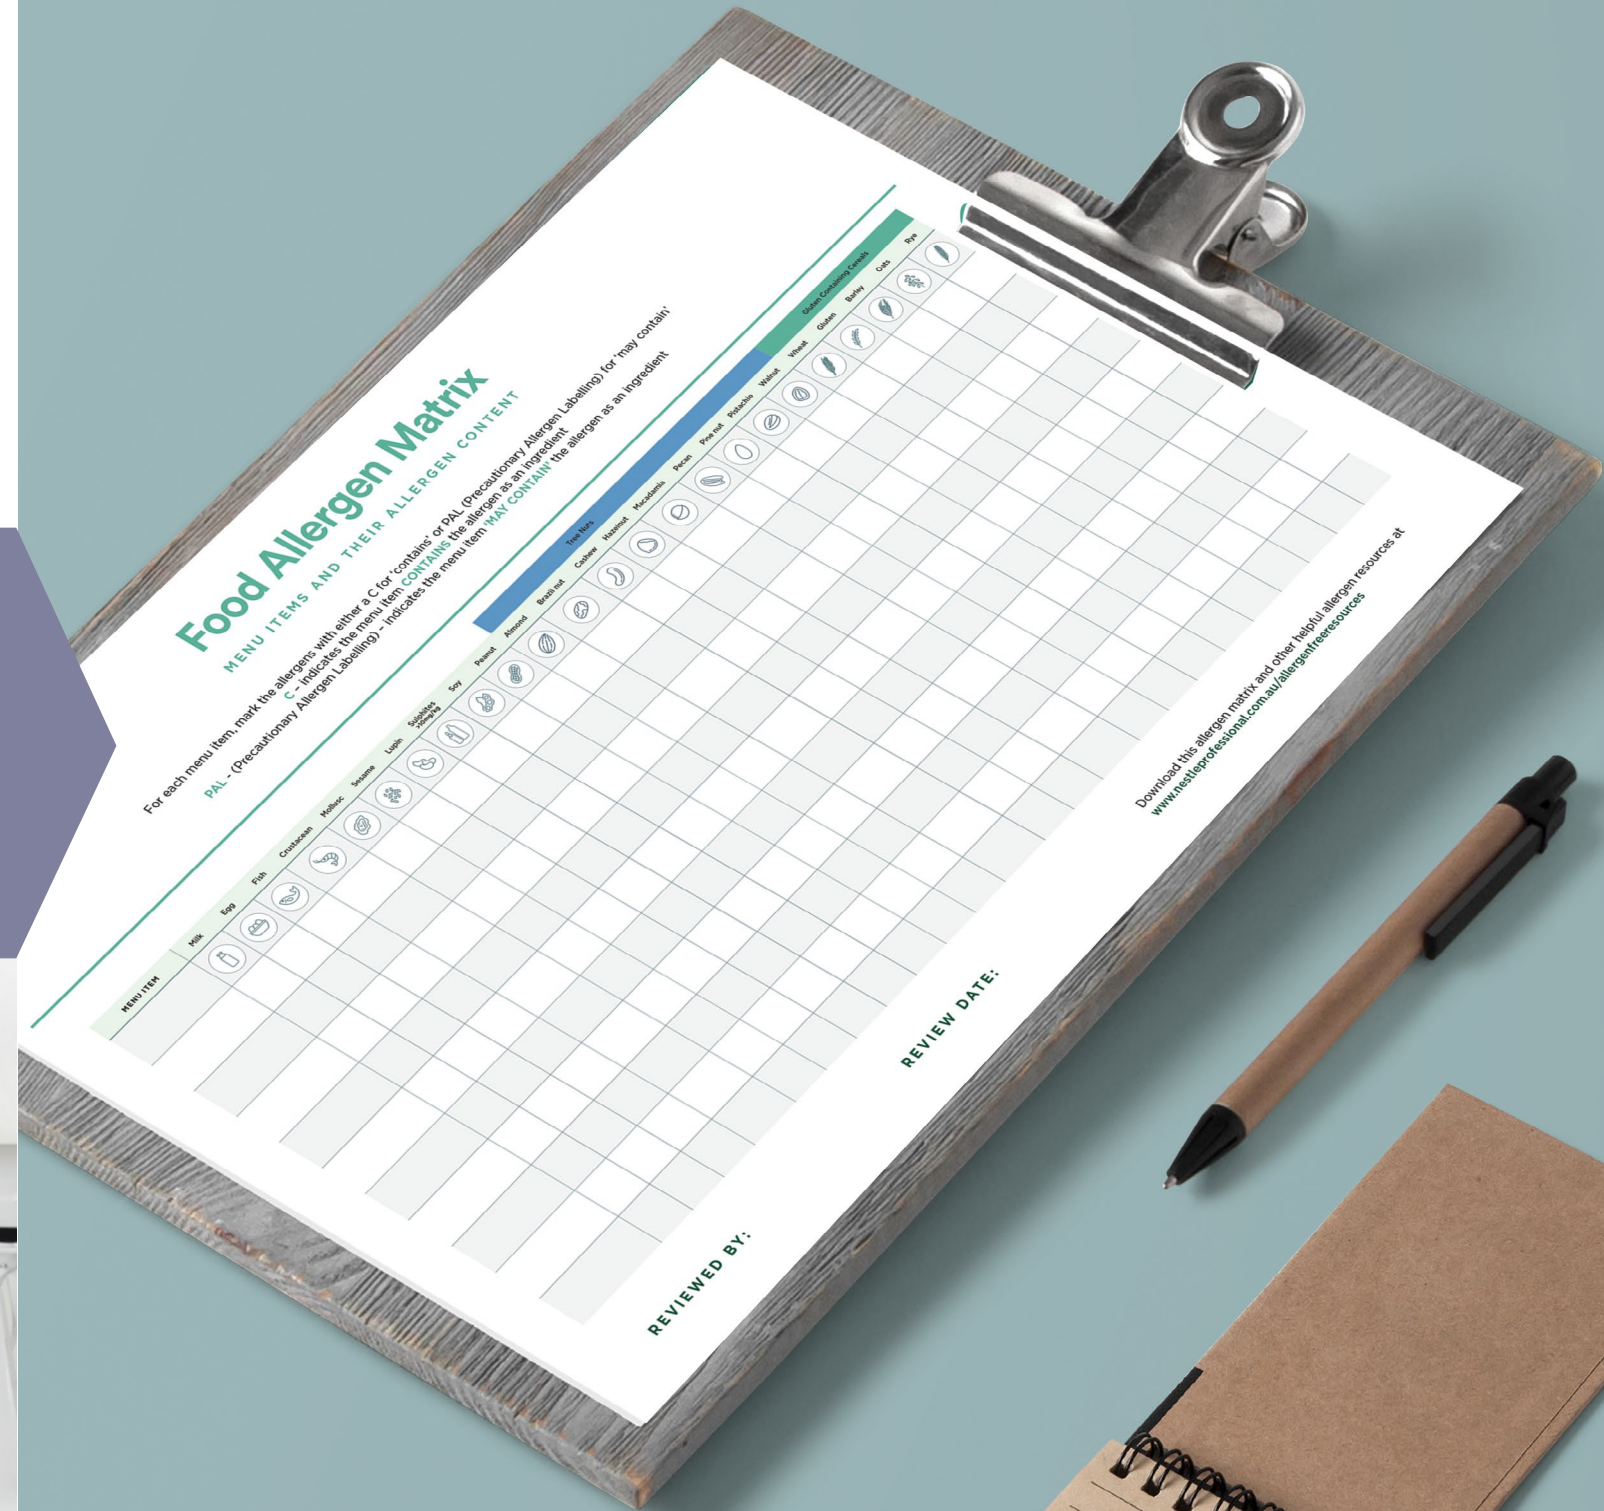 Food Allergen Matrix
MENU ITEMS AND THEIR ALLERGEN CONTENT
For each menu item, mark the allergens with either a C for 'contains' or PAL (Precautionary Allergen Labelling) for 'may contain'
C – indicates the menu item CONTAINS the allergen as an ingredient
PAL - (Precautionary Allergen Labelling) – indicates the menu item 'MAY CONTAIN' the allergen as an ingredient
Tree Nuts
Gluten Containing Cereals
MENU ITEM
Milk
Egg
Fish
Crustacean
Mollusc
Sesame
Lupin
Sulphites
>10mg/kg
Soy
Peanut
Almond
Brazil nut
Cashew
Hazelnut
Macadamia
Pecan
Pine nut
Pistachio
Walnut
Wheat
Gluten
Barley
Oats
Rye
REVIEWED BY:
REVIEW DATE:
Download this allergen matrix and other helpful allergen resources at
www.nestleprofessional.com.au/allergenfreeresources